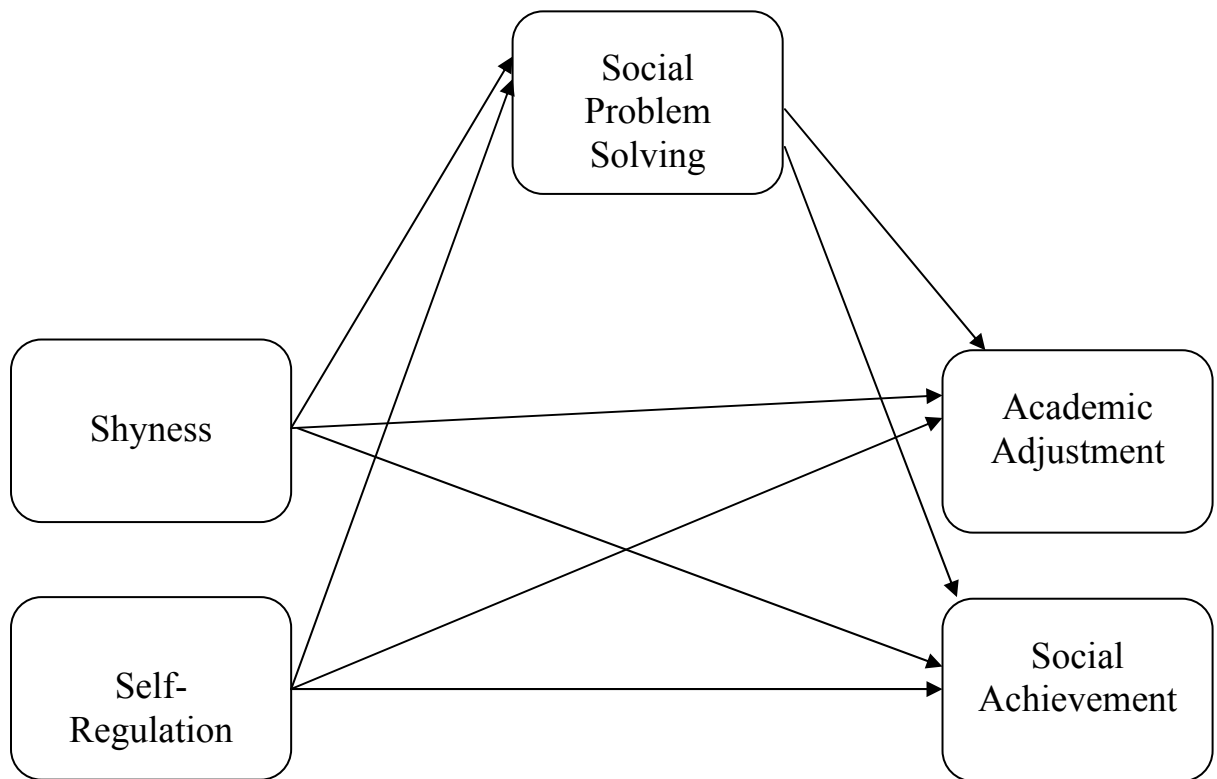 Social
Problem
Solving
Shyness
Academic
Adjustment
Self-
Regulation
Social
Achievement